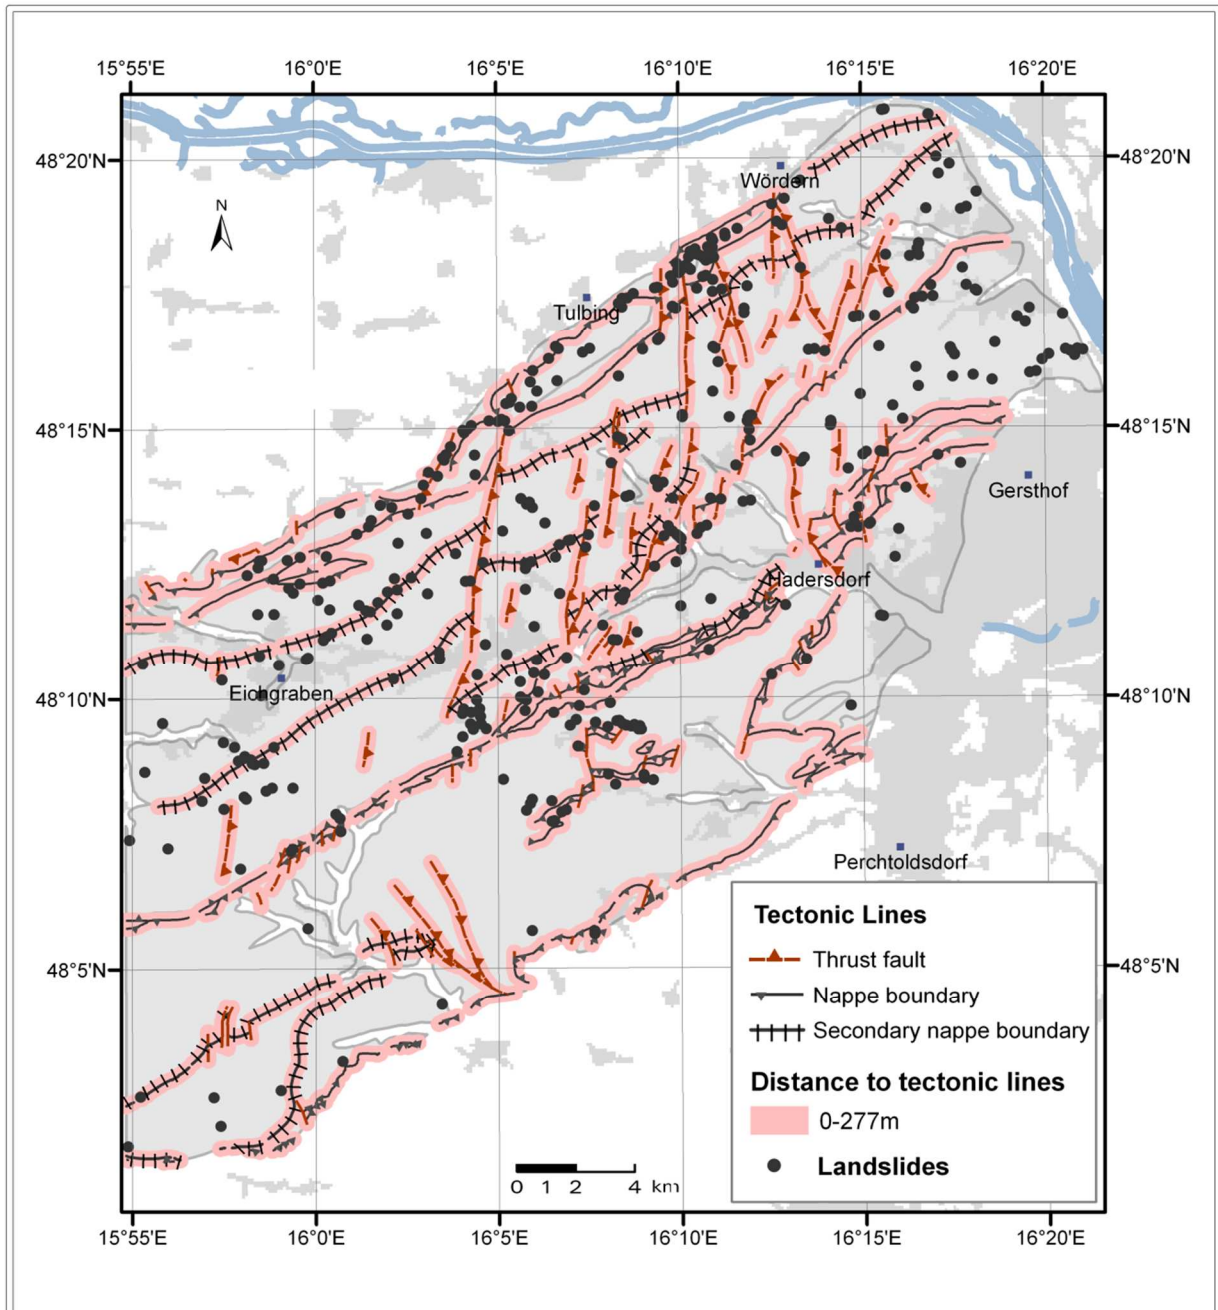 15°55'E 16°0'E 16°5'E 16°10'E 16°15'E 16°20'E
48°20'N 48°20'N
Wördern
N
Tulbing
48°15'N 48°15'N
Gersthof
Hadersdorf
48°10'N Eichgraben 48°10'N
Perchtoldsdorf
Tectonic Lines
Thrust fault
48°5'N 48°5'N
Nappe boundary
Secondary nappe boundary
Distance to tectonic lines
0-277m
Landslides
0 1 2 4 km
15°55'E 16°0'E 16°5'E 16°10'E 16°15'E 16°20'E